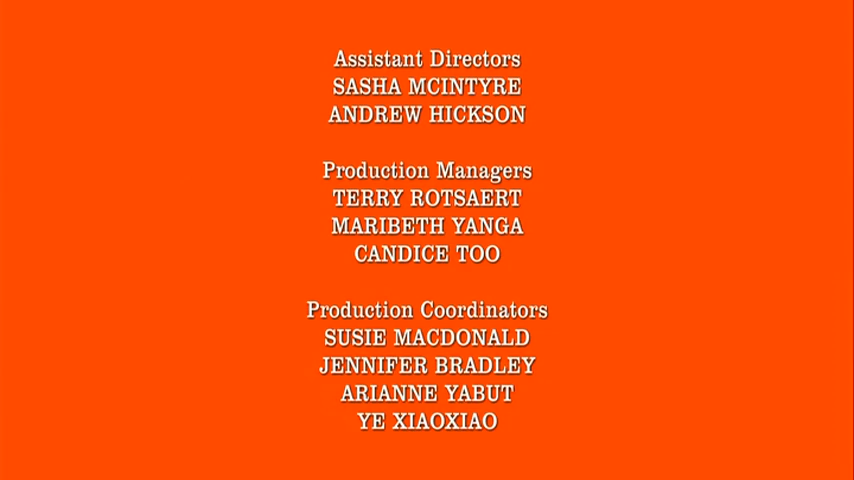 Assistant Directors
SASHA MCINTYRE
ANDREW HICKSON
Production Managers
TERRY ROTSAERT
MARIBETH YANGA
CANDICE TOO
Production Coordinators
SUSIE MACDONALD
JENNIFER BRADLEY
ARIANNE YABUT
YE XIAOXIAO